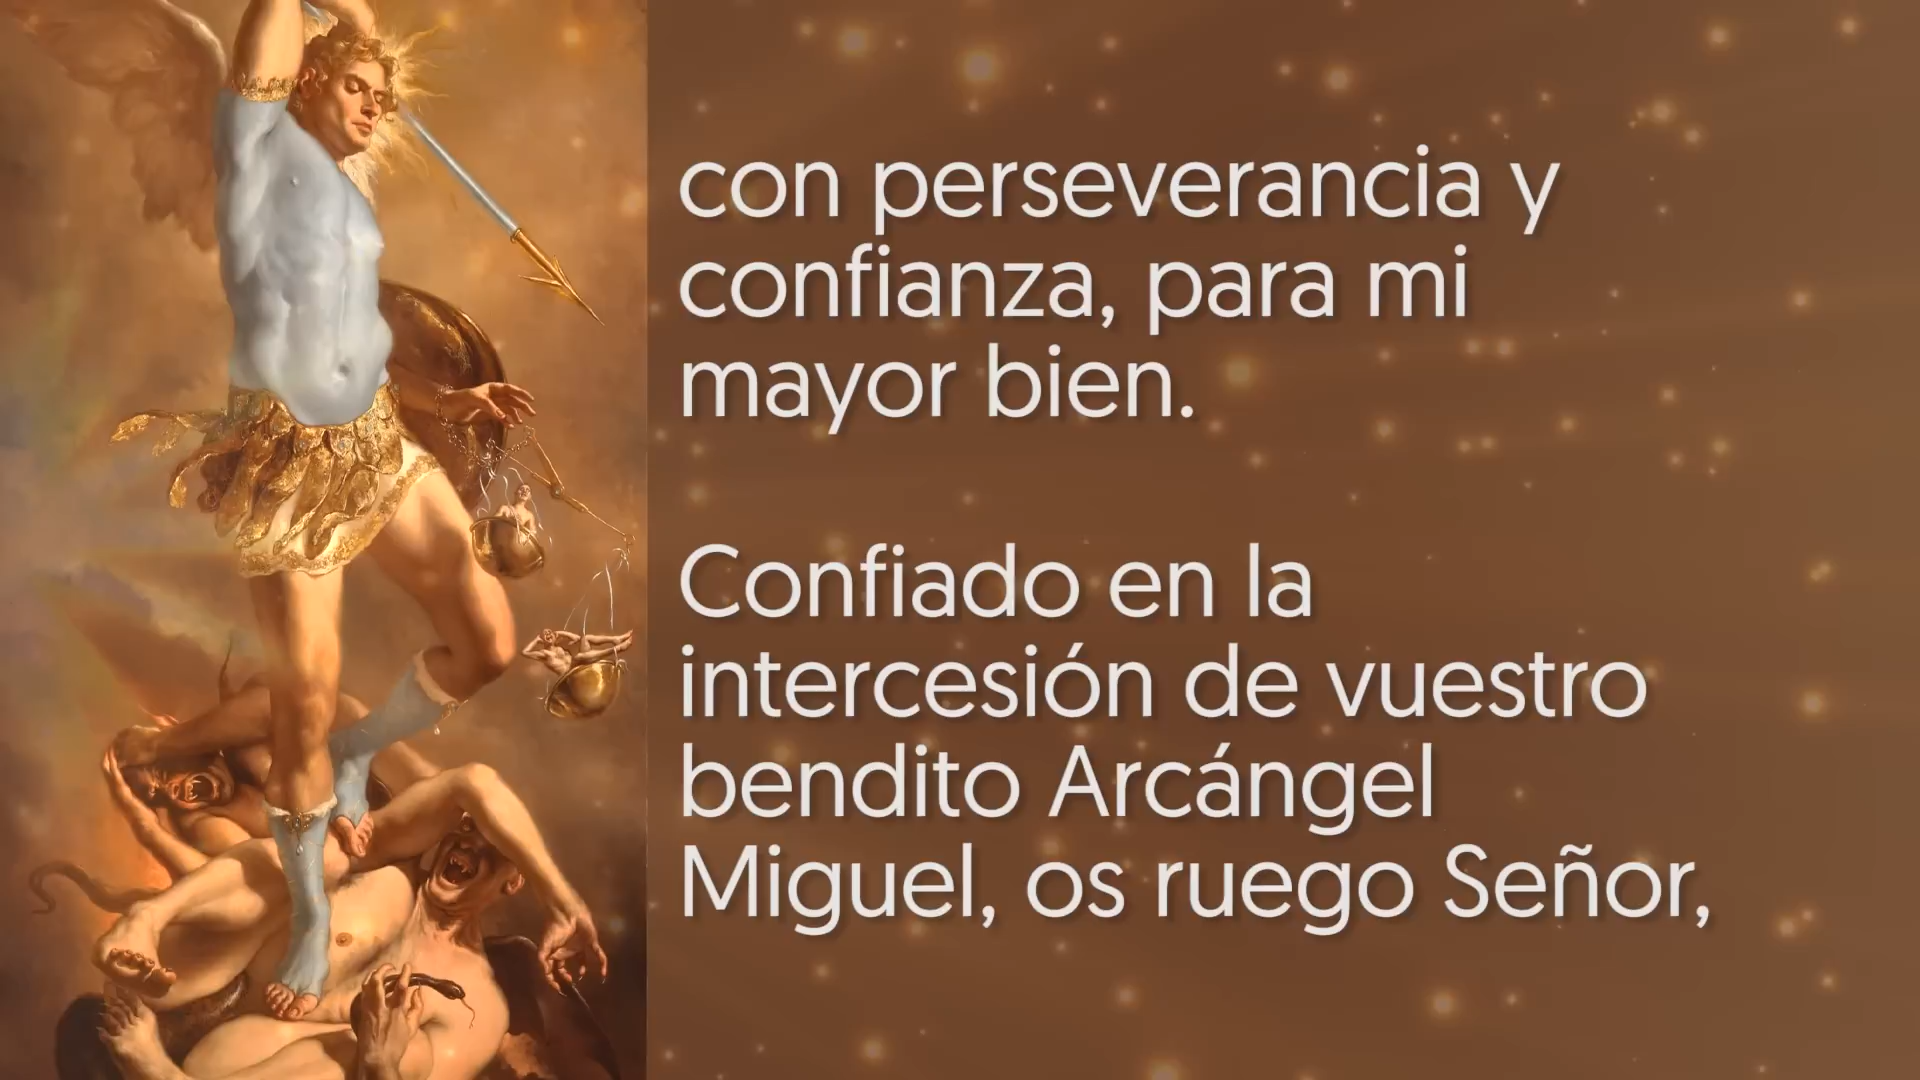 con perseverancia y
confianza, para mi
mayor bien.
Confiado en la
intercesión de vuestro
bendito Arcángel
Miguel, os ruego Señor,